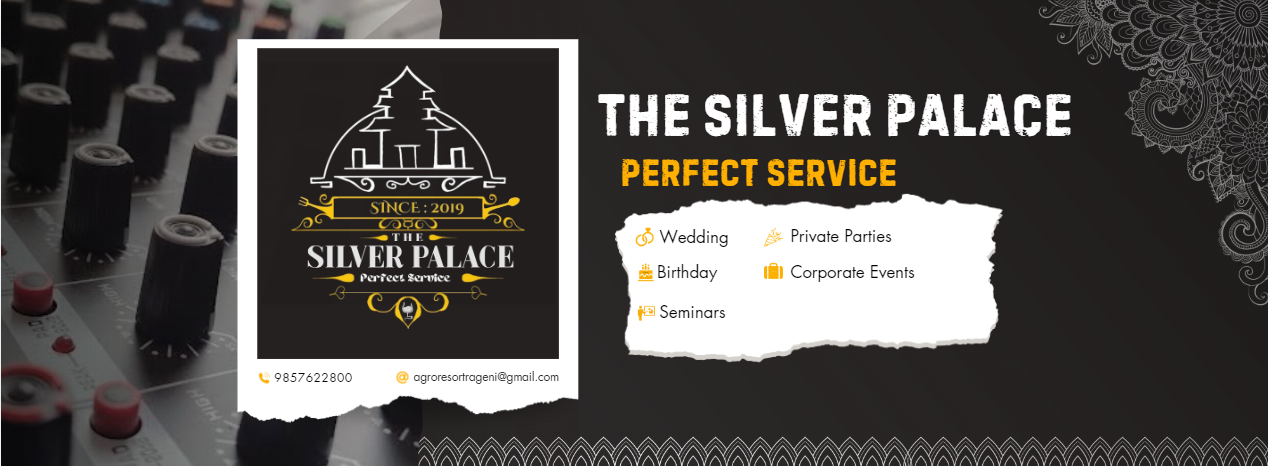 SINCE : 2019
THE
SILVER PALACE
Perfect Service
9857622800
agroresortrageni@gmail.com
THE SILVER PALACE
PERFECT SERVICE
Wedding
Private Parties
Birthday
Corporate Events
Seminars